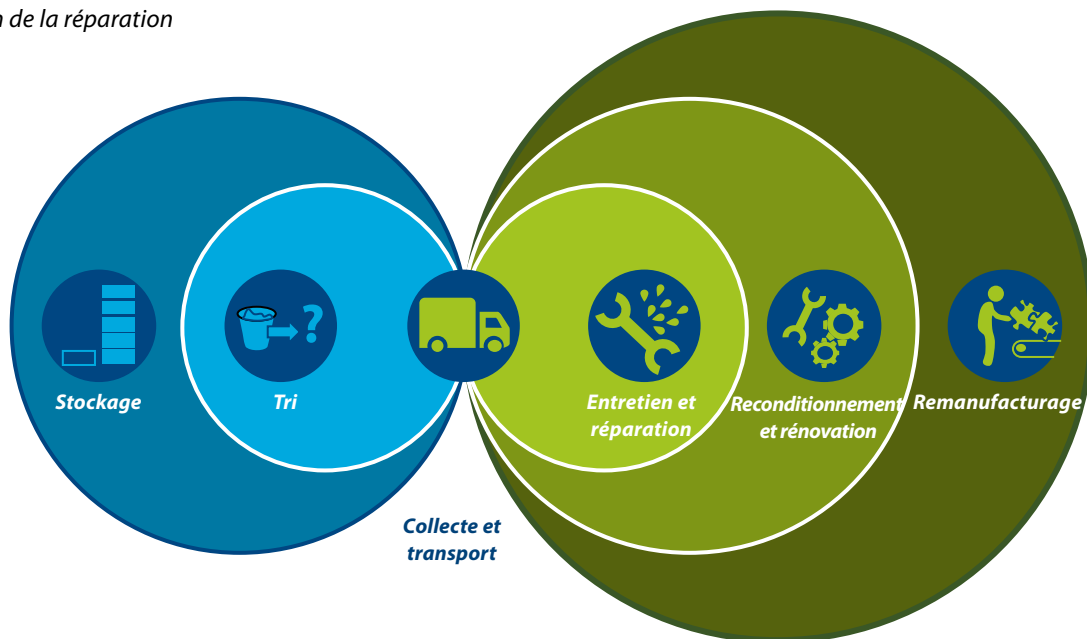 de la réparation
Stockage
Tri
Collecte et
transport
Entretien et
réparation
Reconditionnement
et rénovation
Remanufacturage